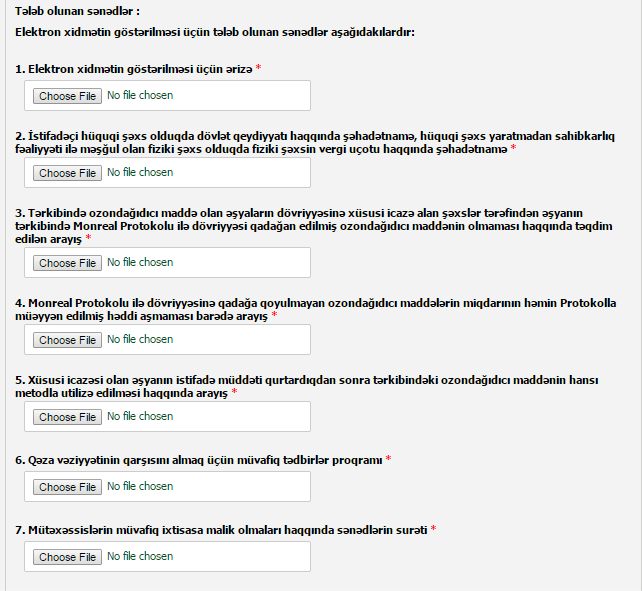 Tələb olunan sənədlər :
Elektron xidmətin göstərilməsi üçün tələb olunan sənədlər aşağıdakılardır:
1. Elektron xidmətin göstərilməsi üçün ərizə *
Choose File No file chosen
2. İstifadəçi hüquqi şəxs olduqda dövlət qeydiyyatı haqqında şəhadətnamə, hüquqi şəxs yaratmadan sahibkarlıq
fəaliyyəti ilə məşğul olan fiziki şəxs olduqda fiziki şəxsin vergi uçotu haqqında şəhadətnamə *
Choose File No file chosen
3. Tərkibində ozondağıdıcı maddə olan əşyaların dövriyyəsinə xüsusi icazə alan şəxslər tərəfindən əşyanın
tərkibində Monreal Protokolu ilə dövriyyəsi qadağan edilmiş ozondağıdıcı maddənin olmaması haqqında təqdim
edilən arayış *
Choose File No file chosen
4. Monreal Protokolu ilə dövriyyəsinə qadağa qoyulmayan ozondağıdıcı maddələrin miqdarının həmin Protokolla
müəyyən edilmiş həddi aşmaması barədə arayış *
Choose File No file chosen
5. Xüsusi icazəsi olan əşyanın istifadə müddəti qurtardıqdan sonra tərkibindəki ozondağıdıcı maddənin hansı
metodla utilizə edilməsi haqqında arayış *
Choose File No file chosen
6. Qəza vəziyyətinin qarşısını almaq üçün müvafiq tədbirlər proqramı *
Choose File No file chosen
7. Mütəxəssislərin müvafiq ixtisasa malik olmaları haqqında sənədlərin surəti *
Choose File No file chosen